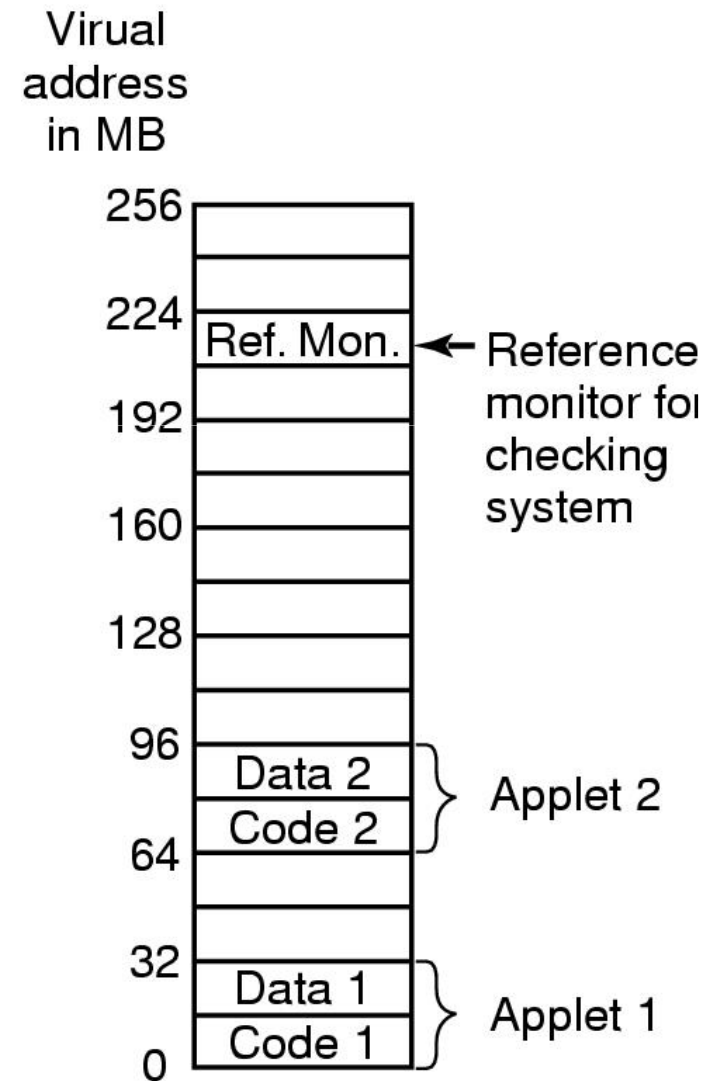 Virual
address
in MB
256
224
Ref. Mon.
Reference
monitor for
checking
system
192
160
128
96
Data 2
Code 2
Applet 2
64
32
Data 1
Code 1
Applet 1
0